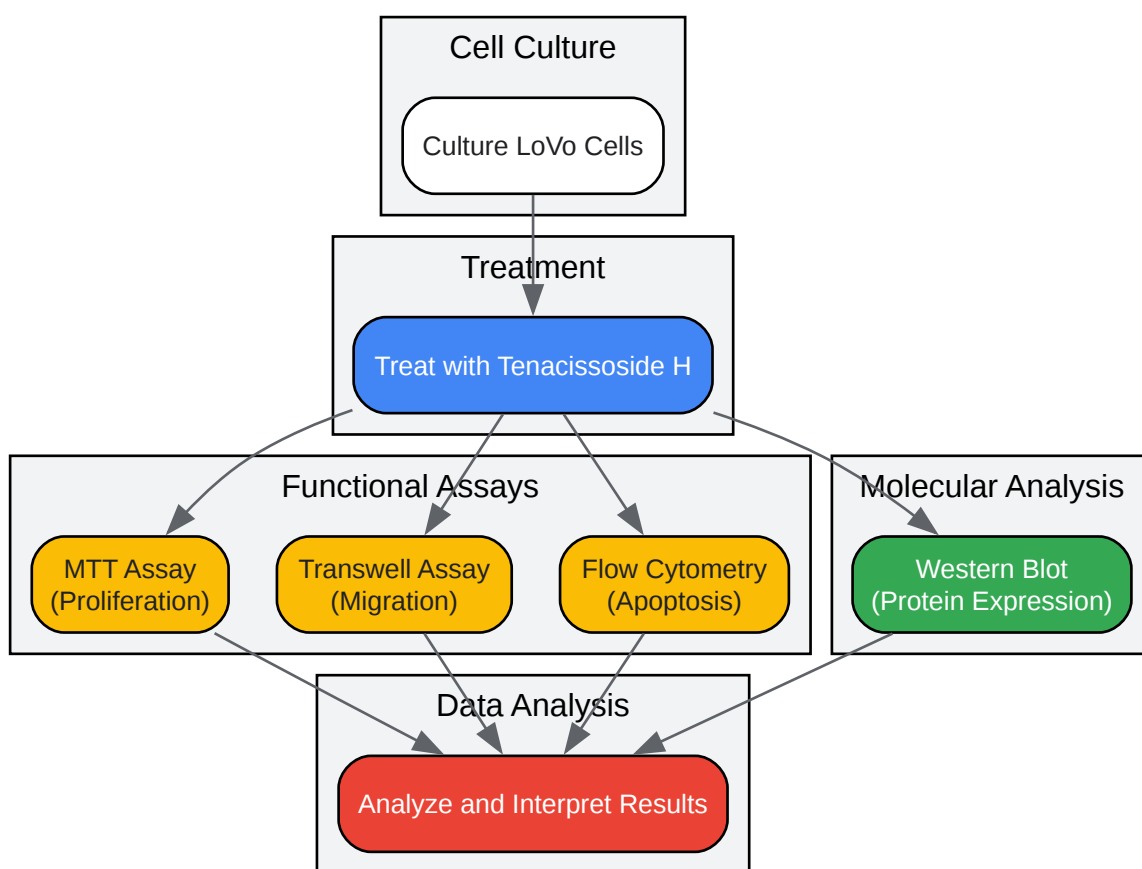 Cell Culture
Culture LoVo Cells
Treatment
Treat with Tenacissoside H
Functional Assays
MTT Assay
(Proliferation)
Transwell Assay
(Migration)
Flow Cytometry
(Apoptosis)
Molecular Analysis
Western Blot
(Protein Expression)
Data Analysis
Analyze and Interpret Results